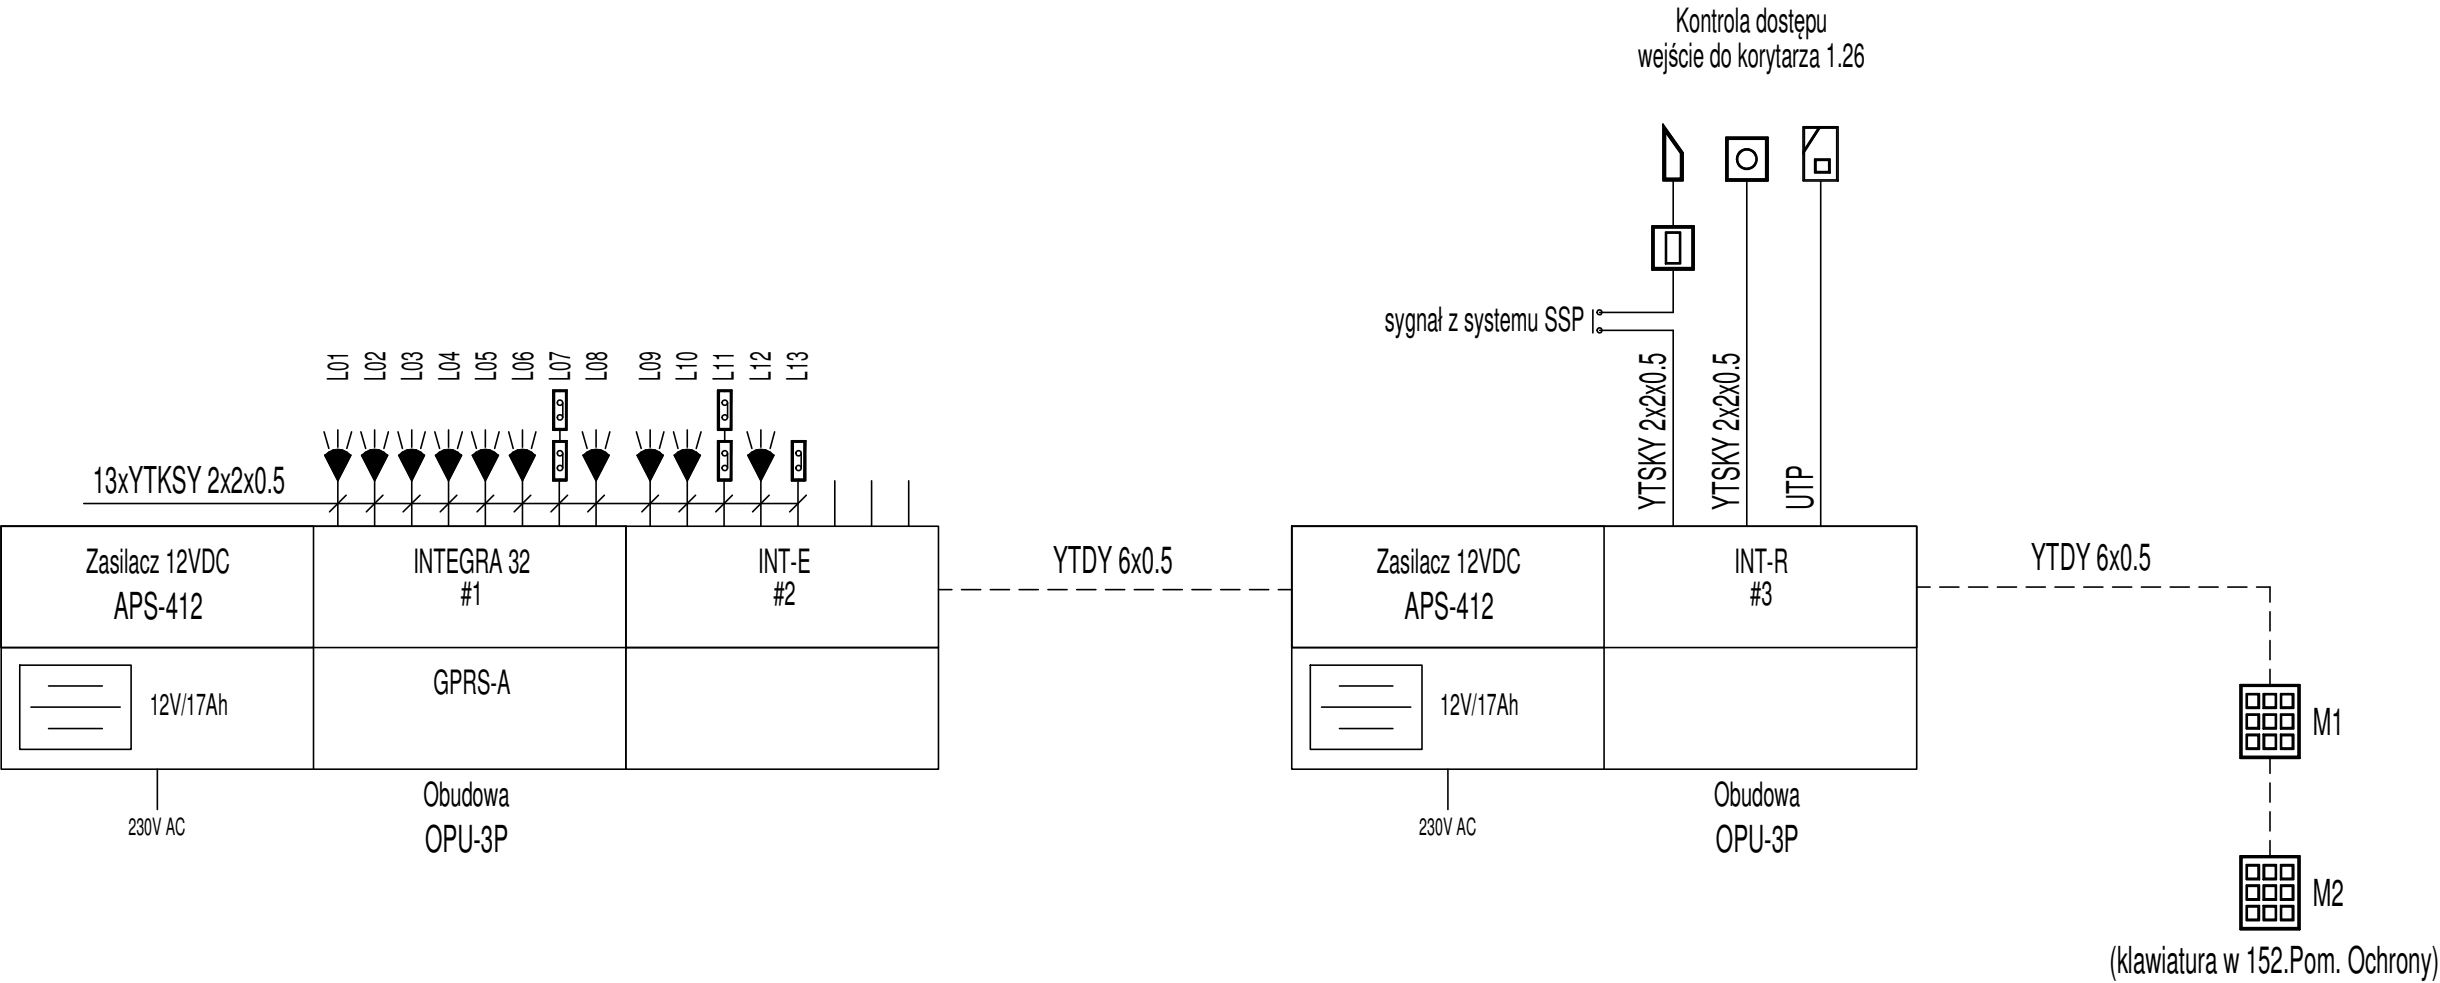 Kontrola dostępu
wejście do korytarza 1.26
sygnał z systemu SSP
YTSKY 2x2x0.5
YTSKY 2x2x0.5
UTP
L01
L02
L03
L04
L05
L06
L07
L08
L09
L10
L11
L12
L13
13xYTKSY 2x2x0.5
Zasilacz 12VDC
APS-412
INTEGRA 32
#1
INT-E
#2
YTDY 6x0.5
Zasilacz 12VDC
APS-412
INT-R
#3
YTDY 6x0.5
12V/17Ah
GPRS-A
12V/17Ah
M1
230V AC
Obudowa
OPU-3P
230V AC
Obudowa
OPU-3P
M2
(klawiatura w 152.Pom. Ochrony)